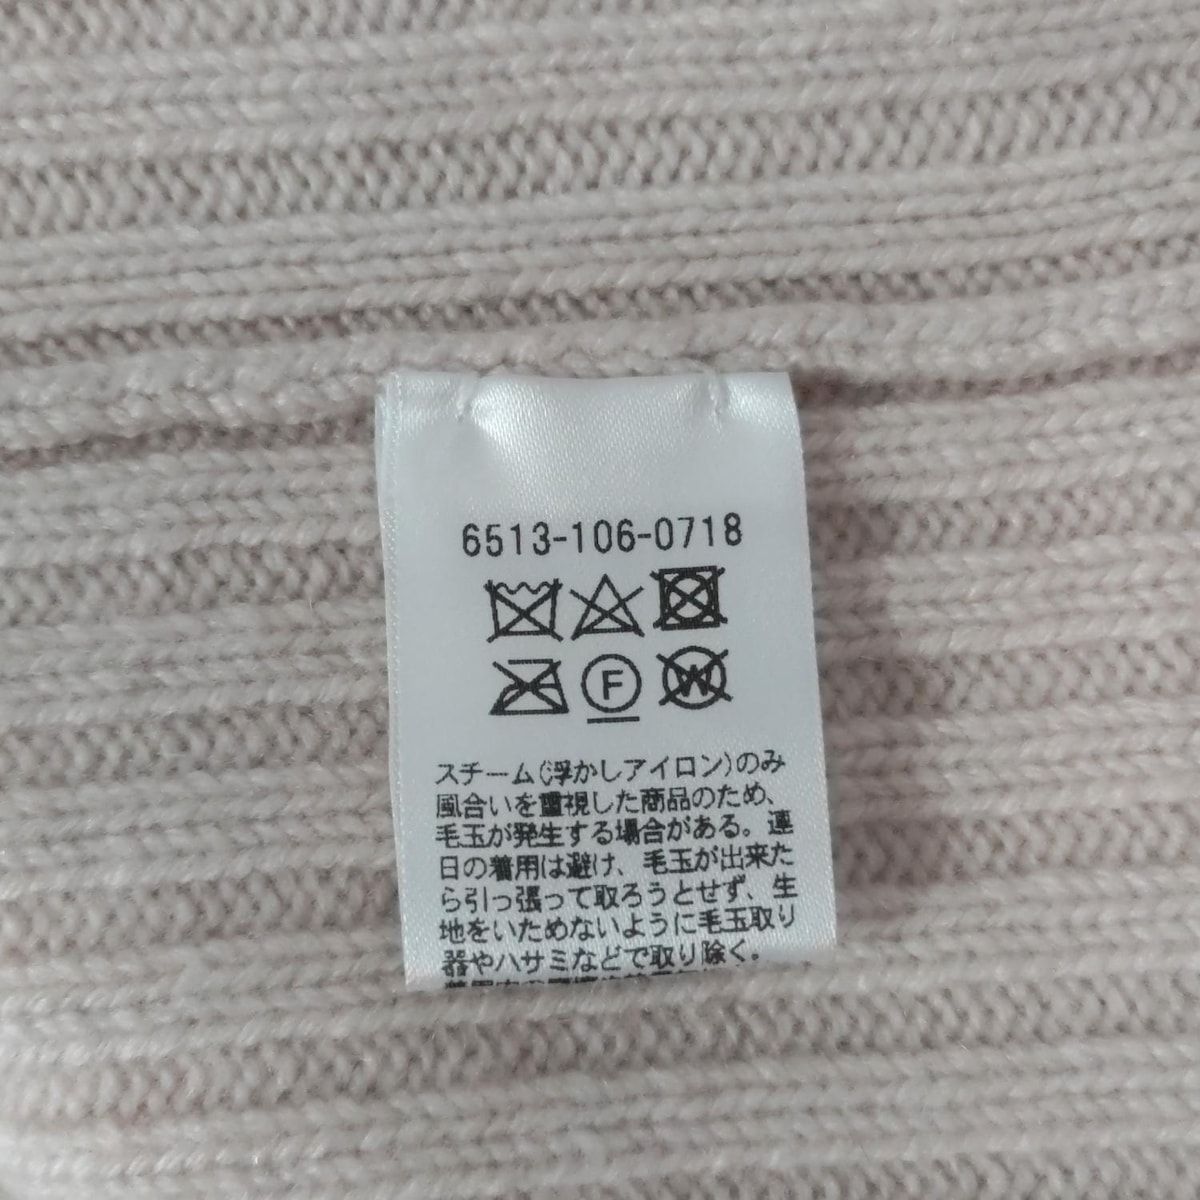 6513-106-0718
F
W
スチーム(浮かしアイロン)のみ
風合いを重視した商品のため、
毛玉が発生する場合がある。連
日の着用は避け、毛玉が出来た
ら引っ張って取ろうとせず、生
地をいためないように毛玉取り
器やハサミなどで取り除く。